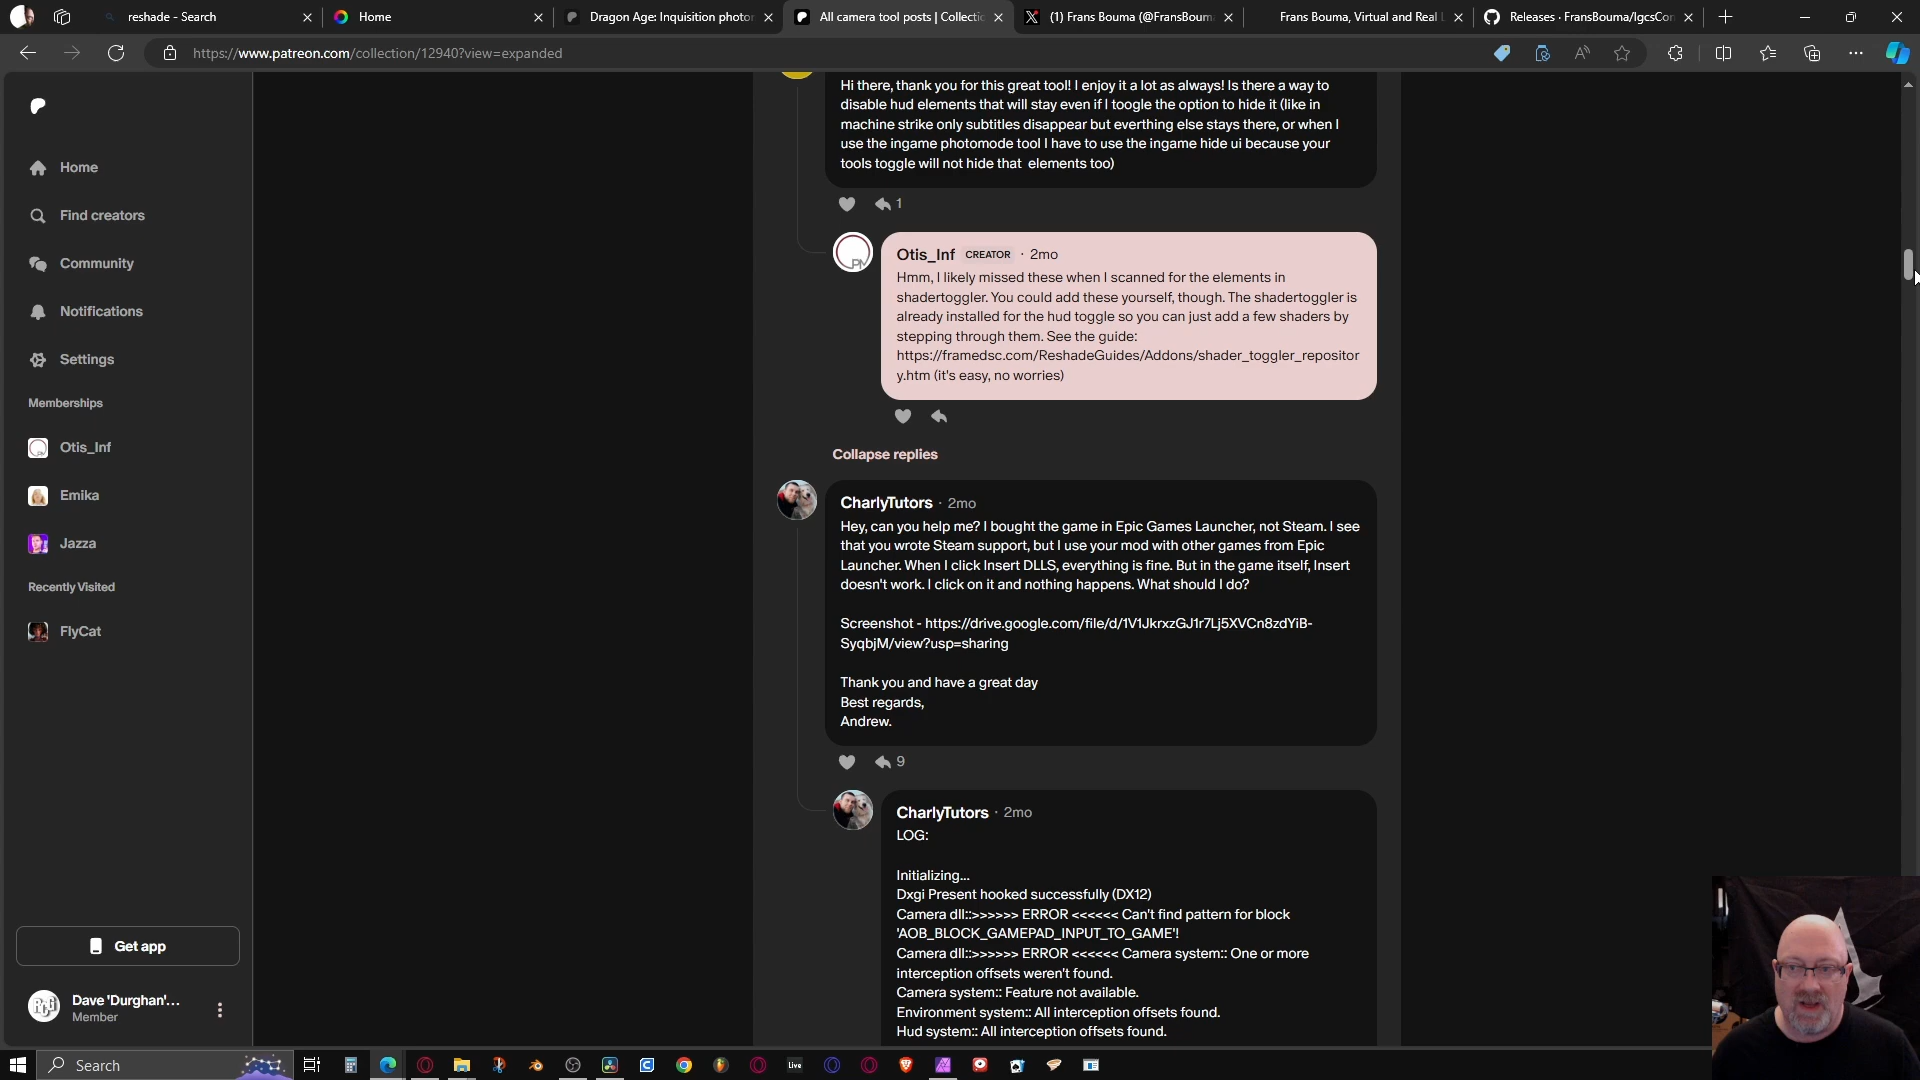 reshade - Search
Home
Dragon Age: Inquisition photo
All camera tool posts | Collectio
(1) Frans Bouma (@FransBoum
Frans Bouma, Virtual and Real
Releases · FransBouma/IgcsCon
https://www.patreon.com/collection/12940?view=expanded
Home
Find creators
Community
Notifications
Settings
Memberships
Otis_Inf
Emika
Jazza
Recently Visited
FlyCat
Get app
Dave 'Durghan'...
Member
Hi there, thank you for this great tool! I enjoy it a lot as always! Is there a way to
disable hud elements that will stay even if I toogle the option to hide it (like in
machine strike only subtitles disappear but everthing else stays there, or when I
use the ingame photomode tool I have to use the ingame hide ui because your
tools toggle will not hide that elements too)
1
Otis_Inf CREATOR · 2mo
Hmm, I likely missed these when I scanned for the elements in
shadertoggler. You could add these yourself, though. The shadertoggler is
already installed for the hud toggle so you can just add a few shaders by
stepping through them. See the guide:
https://framedsc.com/ReshadeGuides/Addons/shader_toggler_repositor
y.htm (it's easy, no worries)
Collapse replies
CharlyTutors · 2mo
Hey, can you help me? I bought the game in Epic Games Launcher, not Steam. I see
that you wrote Steam support, but I use your mod with other games from Epic
Launcher. When I click Insert DLLS, everything is fine. But in the game itself, Insert
doesn't work. I click on it and nothing happens. What should I do?
Screenshot - https://drive.google.com/file/d/1V1JkrxzGJ1r7Lj5XVCn8zdYiB-
SyqbjM/view?usp=sharing
Thank you and have a great day
Best regards,
Andrew.
9
CharlyTutors · 2mo
LOG:
Initializing...
Dxgi Present hooked successfully (DX12)
Camera dll::>>>>>> ERROR <<<<<< Can't find pattern for block
'AOB_BLOCK_GAMEPAD_INPUT_TO_GAME'!
Camera dll::>>>>>> ERROR <<<<<< Camera system:: One or more
interception offsets weren't found.
Camera system:: Feature not available.
Environment system:: All interception offsets found.
Hud system:: All interception offsets found.
Search
Live